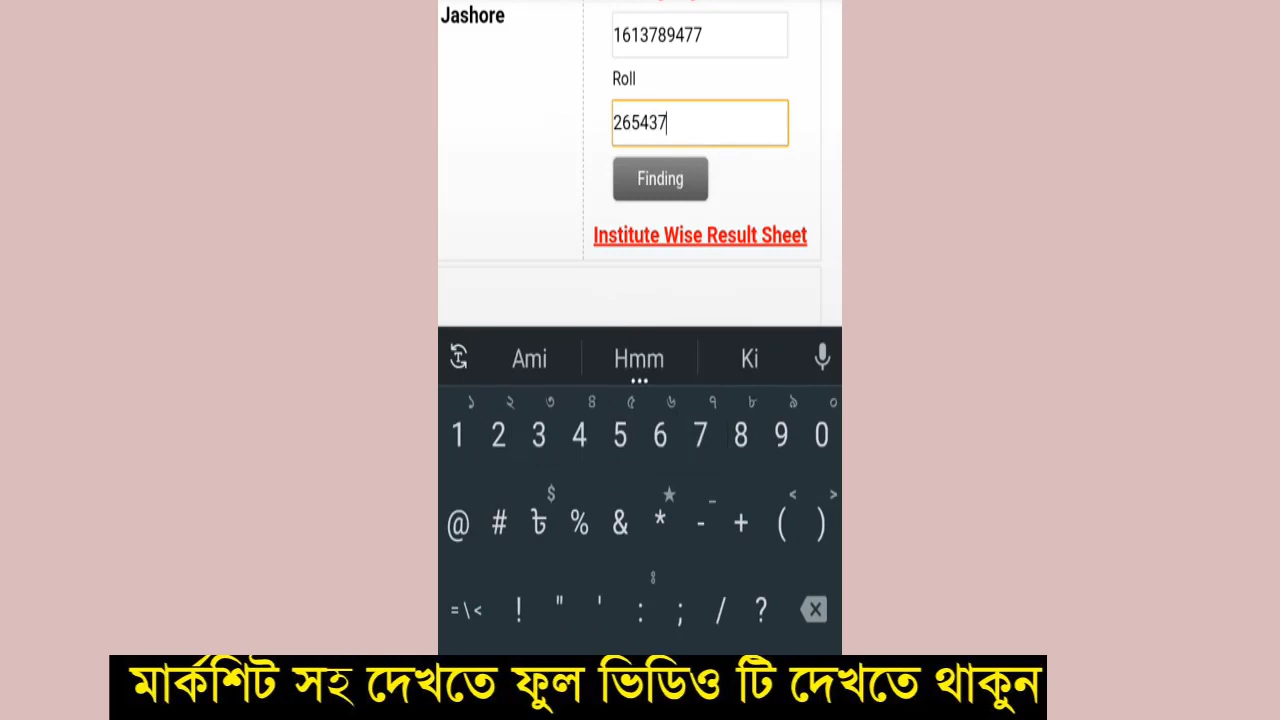 Jashore
1613789477
Roll
265437
Finding
Institute Wise Result Sheet
Ami Hmm Ki
১ ২ ৩ ৪ ৫ ৬ ৭ ৮ ৯ ০
1 2 3 4 5 6 7 8 9 0
$ ★ _ < >
@ # ৳ % & * - + ( )
ঃ
=\< ! " ' : ; / ?
মার্কশিট সহ দেখতে ফুল ভিডিও টি দেখতে থাকুন